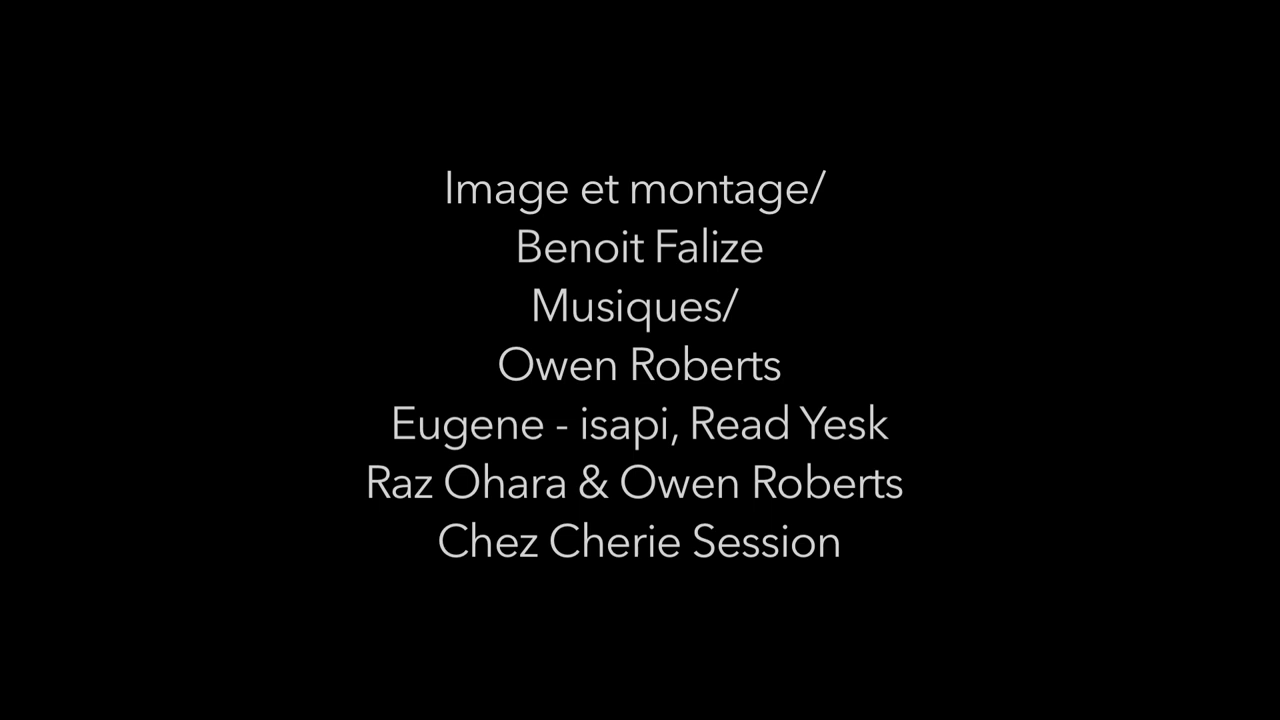 Image et montage/
Benoit Falize
Musiques/
Owen Roberts
Eugene - isapi, Read Yesk
Raz Ohara & Owen Roberts
Chez Cherie Session